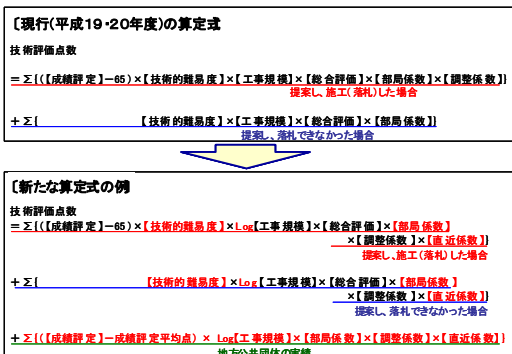 〔現行(平成19・20年度)の算定式
技術評価点数
＝Σ{(【成績評定】－65)×【技術的難易度】×【工事規模】×【総合評価】×【部局係数】×【調整係数】}
提案し、施工(落札)した場合
＋Σ{ 【技術的難易度】×【工事規模】×【総合評価】×【部局係数】}
提案し、落札できなかった場合
〔新たな算定式の例
技術評価点数
＝Σ{(【成績評定】－65)×【技術的難易度】×Log【工事規模】×【総合評価】×【部局係数】
×【調整係数】×【直近係数】}
提案し、施工(落札)した場合
＋Σ{ 【技術的難易度】×Log【工事規模】×【総合評価】×【部局係数】
×【調整係数】×【直近係数】}
提案し、落札できなかった場合
＋Σ{(【成績評定】－成績評定平均点)× Log【工事規模】×【部局係数】×【調整係数】×【直近係数】}
地方公共団体の実績